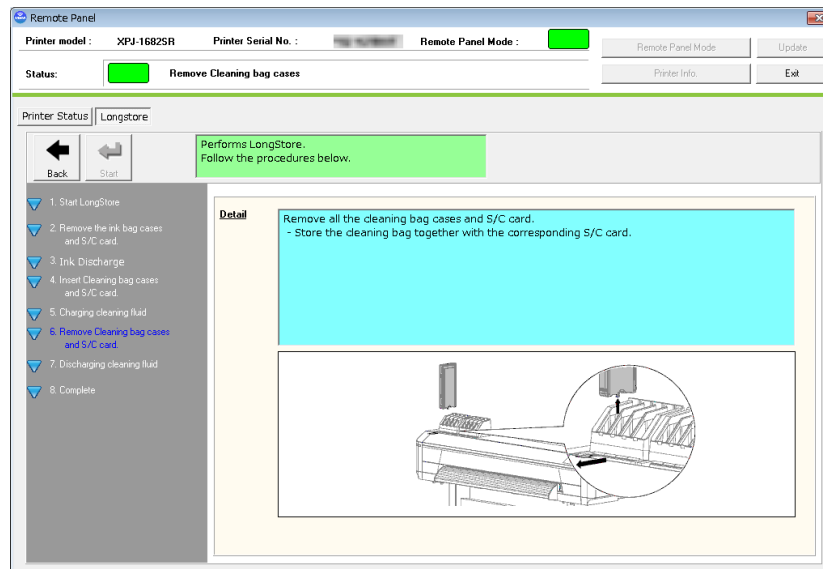 Remote Panel
Printer model : XPJ-1682SR Printer Serial No. : Remote Panel Mode :
Remote Panel Mode Update
Status: Remove Cleaning bag cases
Printer Info. Exit
Printer Status Longstore
Back Start
Performs LongStore.
Follow the procedures below.
1. Start LongStore
2. Remove the ink bag cases
and S/C card.
3. Ink Discharge
4. Insert Cleaning bag cases
and S/C card.
5. Charging cleaning fluid
6. Remove Cleaning bag cases
and S/C card.
7. Discharging cleaning fluid
8. Complete
Detail
Remove all the cleaning bag cases and S/C card.
- Store the cleaning bag together with the corresponding S/C card.